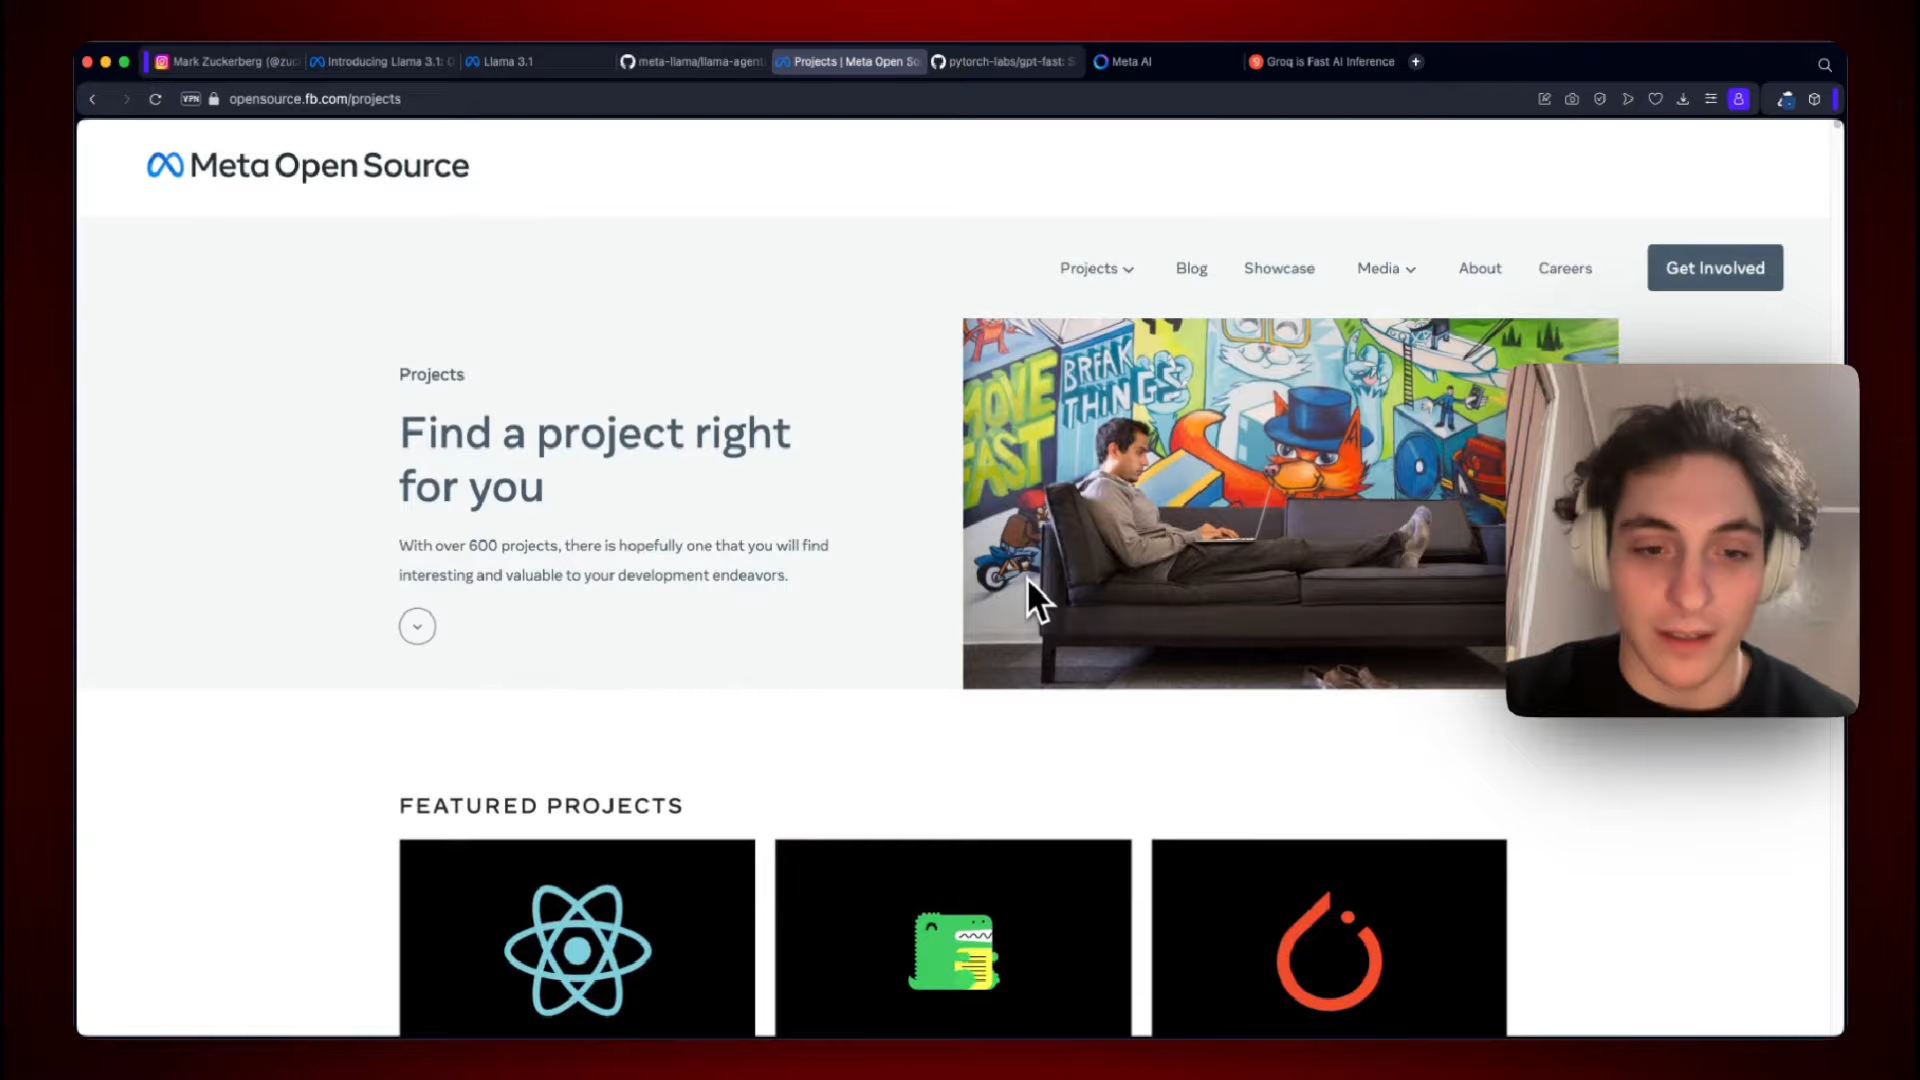 Mark Zuckerberg (@zuc
Introducing Llama 3.1:
Llama 3.1
meta-llama/llama-agent
Projects | Meta Open So
pytorch-labs/gpt-fast: S
Meta AI
Groq is Fast AI Inference
VPN
opensource.fb.com/projects
Meta Open Source
Projects
Blog
Showcase
Media
About
Careers
Get Involved
Projects
Find a project right
for you
With over 600 projects, there is hopefully one that you will find
interesting and valuable to your development endeavors.
MOVE
FAST
BREAK
THINGS
FEATURED PROJECTS